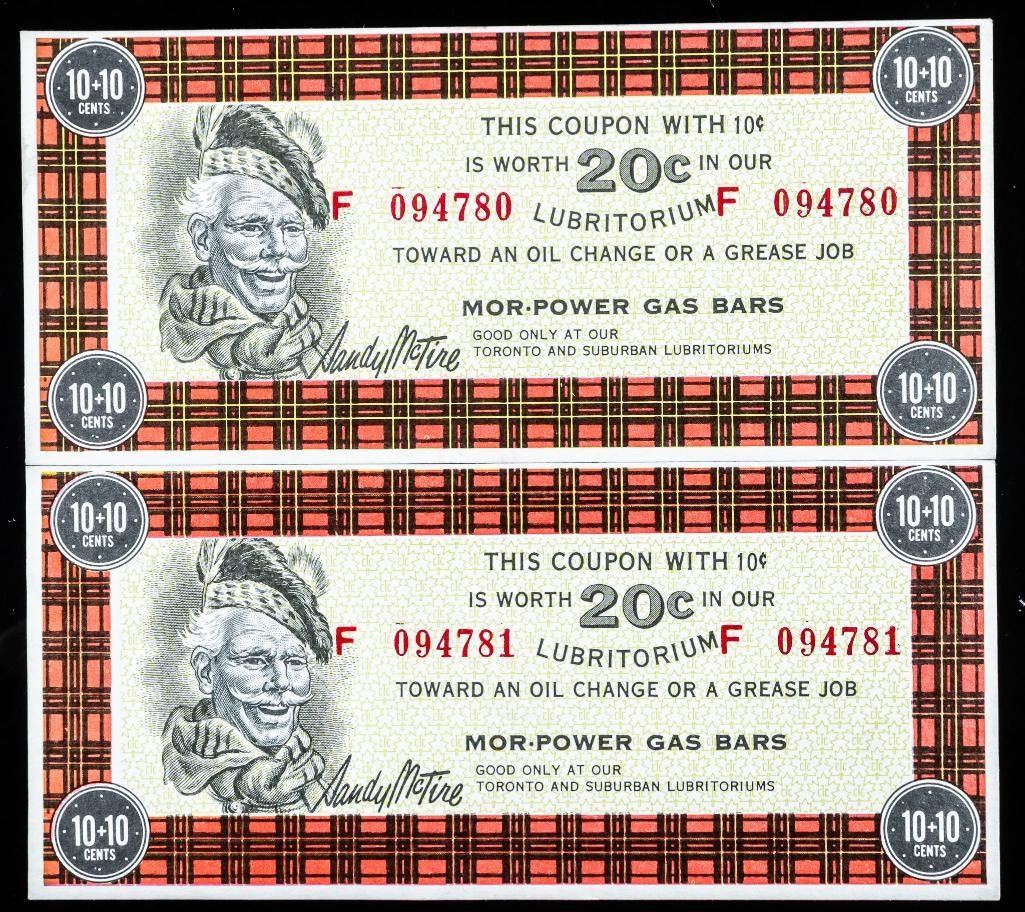 10+10 CENTS
10+10 CENTS
THIS COUPON WITH 10¢
IS WORTH 20c IN OUR
F 094780
F 094780
LUBRITORIUM
TOWARD AN OIL CHANGE OR A GREASE JOB
MOR·POWER GAS BARS
GOOD ONLY AT OUR
TORONTO AND SUBURBAN LUBRITORIUMS
Sandy McTire
10+10 CENTS
10+10 CENTS
10+10 CENTS
10+10 CENTS
THIS COUPON WITH 10¢
IS WORTH 20c IN OUR
F 094781
F 094781
LUBRITORIUM
TOWARD AN OIL CHANGE OR A GREASE JOB
MOR·POWER GAS BARS
GOOD ONLY AT OUR
TORONTO AND SUBURBAN LUBRITORIUMS
Sandy McTire
10+10 CENTS
10+10 CENTS